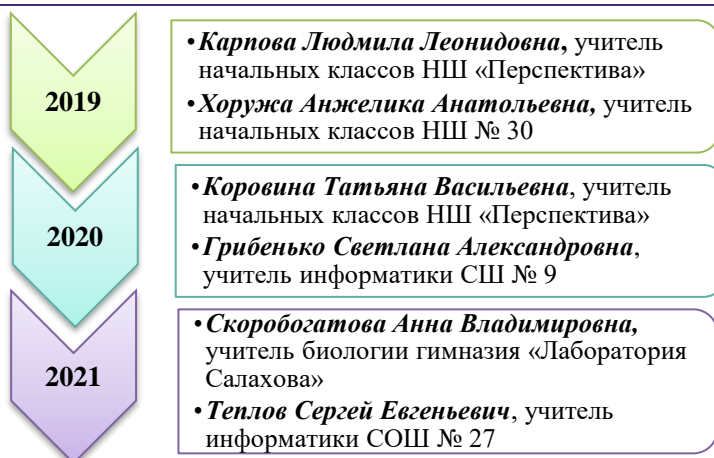 2019
•Карпова Людмила Леонидовна, учитель
начальных классов НШ «Перспектива»
•Хоружа Анжелика Анатольевна, учитель
начальных классов НШ № 30
2020
•Коровина Татьяна Васильевна, учитель
начальных классов НШ «Перспектива»
•Грибенько Светлана Александровна,
учитель информатики СШ № 9
2021
•Скоробогатова Анна Владимировна,
учитель биологии гимназия «Лаборатория
Салахова»
•Теплов Сергей Евгеньевич, учитель
информатики СОШ № 27